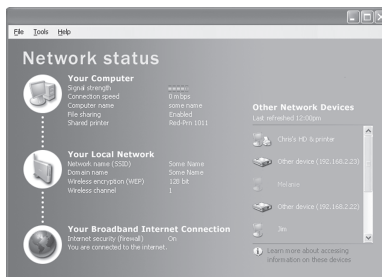 File Tools Help
Network status
Your Computer
Signal strength
Connection speed 0 mbps
Computer name some name
File sharing Enabled
Shared printer Red-Prn 1011
Your Local Network
Network name (SSID) Some Name
Domain name Some Name
Wireless encryption (WEP) 128 bit
Wireless channel 1
Your Broadband Internet Connection
Internet security (firewall) On
You are connected to the internet.
Other Network Devices
Last refreshed 12:00pm
Chris's HD & printer
Other device (192.168.2.23)
Melanie
Other device (192.168.2.22)
Jim
Learn more about accessing
information on these devices